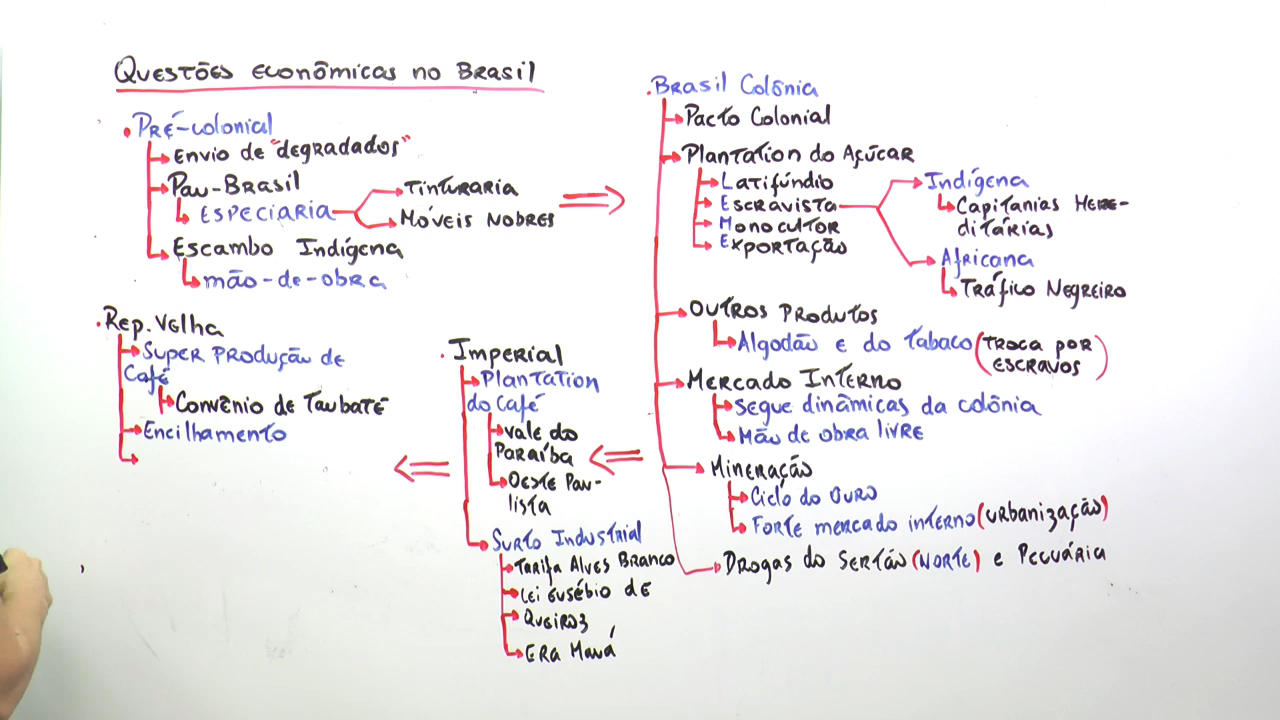 Questões econômicas no Brasil
Pré-colonial
Envio de "degradados"
Pau-Brasil
Especiaria
Tinturaria
Móveis nobres
Escambo Indígena
mão-de-obra
Brasil Colônia
Pacto Colonial
Plantation do Açúcar
Latifúndio
Escravista
Monocultor
Exportação
Indígena
Capitanias Here-
ditárias
Africana
Tráfico Negreiro
Outros Produtos
Algodão e do Tabaco (Troca por
escravos)
Mercado Interno
Segue dinâmicas da colônia
Mão de obra livre
Mineração
Ciclo do Ouro
Forte mercado interno (urbanização)
Drogas do Sertão (Norte) e Pecuária
Imperial
Plantation
do Café
Vale do
Paraíba
Oeste Pau-
lista
Surto Industrial
Tarifa Alves Branco
Lei Eusébio de
Queiroz
Era Mauá
Rep. Velha
Super Produção de
Café
Convênio de Taubaté
Encilhamento